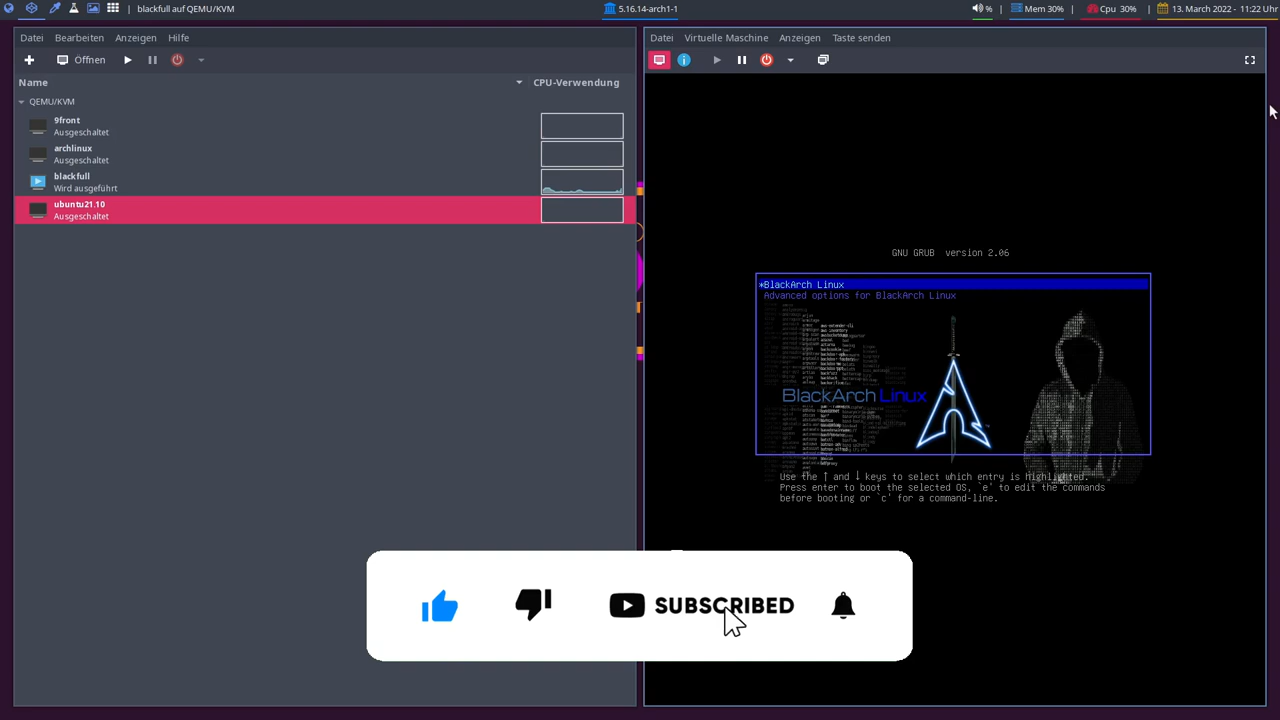 blackfull auf QEMU/KVM
5.16.14-arch1-1
%
Mem 30%
Cpu 30%
13. March 2022 - 11:22 Uhr
Datei Bearbeiten Anzeigen Hilfe
Öffnen
Name CPU-Verwendung
QEMU/KVM
9front
Ausgeschaltet
archlinux
Ausgeschaltet
blackfull
Wird ausgeführt
ubuntu21.10
Ausgeschaltet
Datei Virtuelle Maschine Anzeigen Taste senden
GNU GRUB version 2.06
*BlackArch Linux
Advanced options for BlackArch Linux
BlackArch Linux
Use the ↑ and ↓ keys to select which entry is highlighted.
Press enter to boot the selected OS, `e' to edit the commands
before booting or `c' for a command-line.
SUBSCRIBED